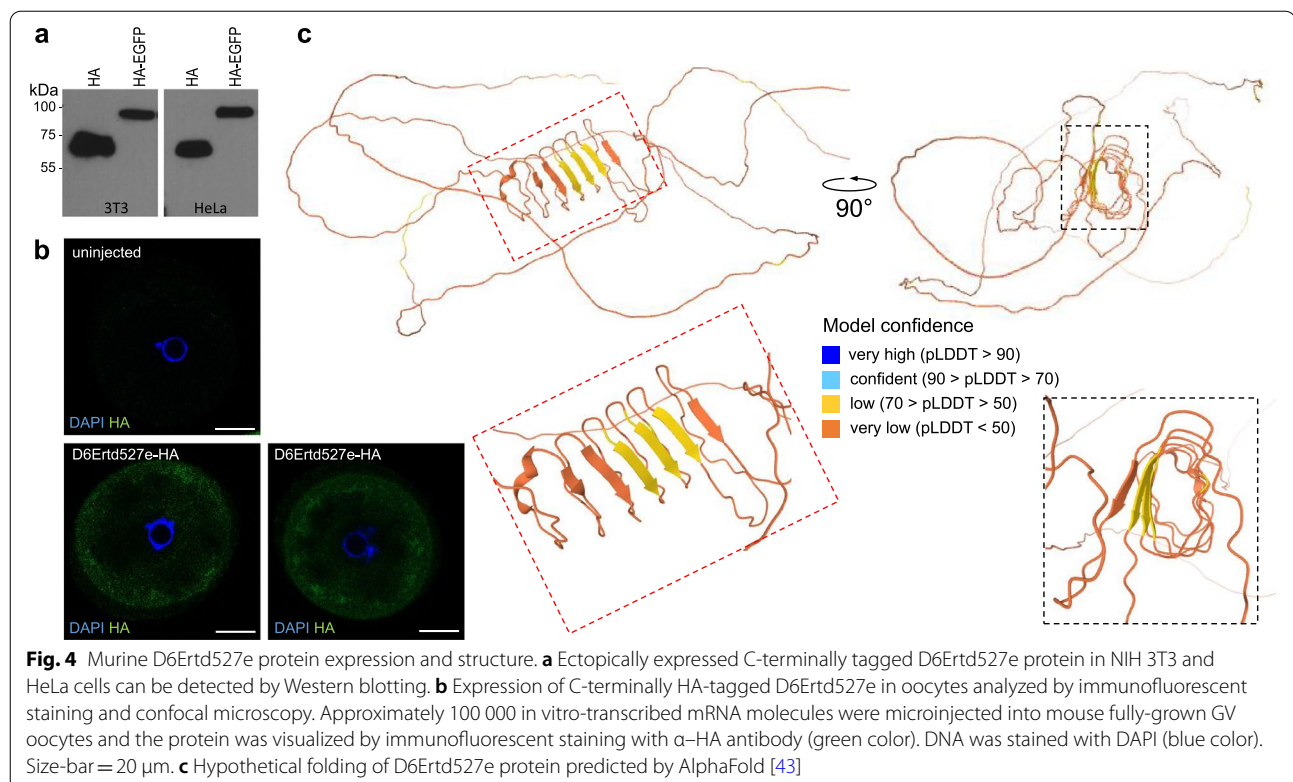 a
HA
HA-EGFP
HA
HA-EGFP
kDa
100
75
55
3T3
HeLa
b
uninjected
DAPI HA
D6Ertd527e-HA
DAPI HA
D6Ertd527e-HA
DAPI HA
c
90°
Model confidence
very high (pLDDT > 90)
confident (90 > pLDDT > 70)
low (70 > pLDDT > 50)
very low (pLDDT < 50)
Fig. 4 Murine D6Ertd527e protein expression and structure. a Ectopically expressed C-terminally tagged D6Ertd527e protein in NIH 3T3 and
HeLa cells can be detected by Western blotting. b Expression of C-terminally HA-tagged D6Ertd527e in oocytes analyzed by immunofluorescent
staining and confocal microscopy. Approximately 100 000 in vitro-transcribed mRNA molecules were microinjected into mouse fully-grown GV
oocytes and the protein was visualized by immunofluorescent staining with α–HA antibody (green color). DNA was stained with DAPI (blue color).
Size-bar = 20 μm. c Hypothetical folding of D6Ertd527e protein predicted by AlphaFold [43]